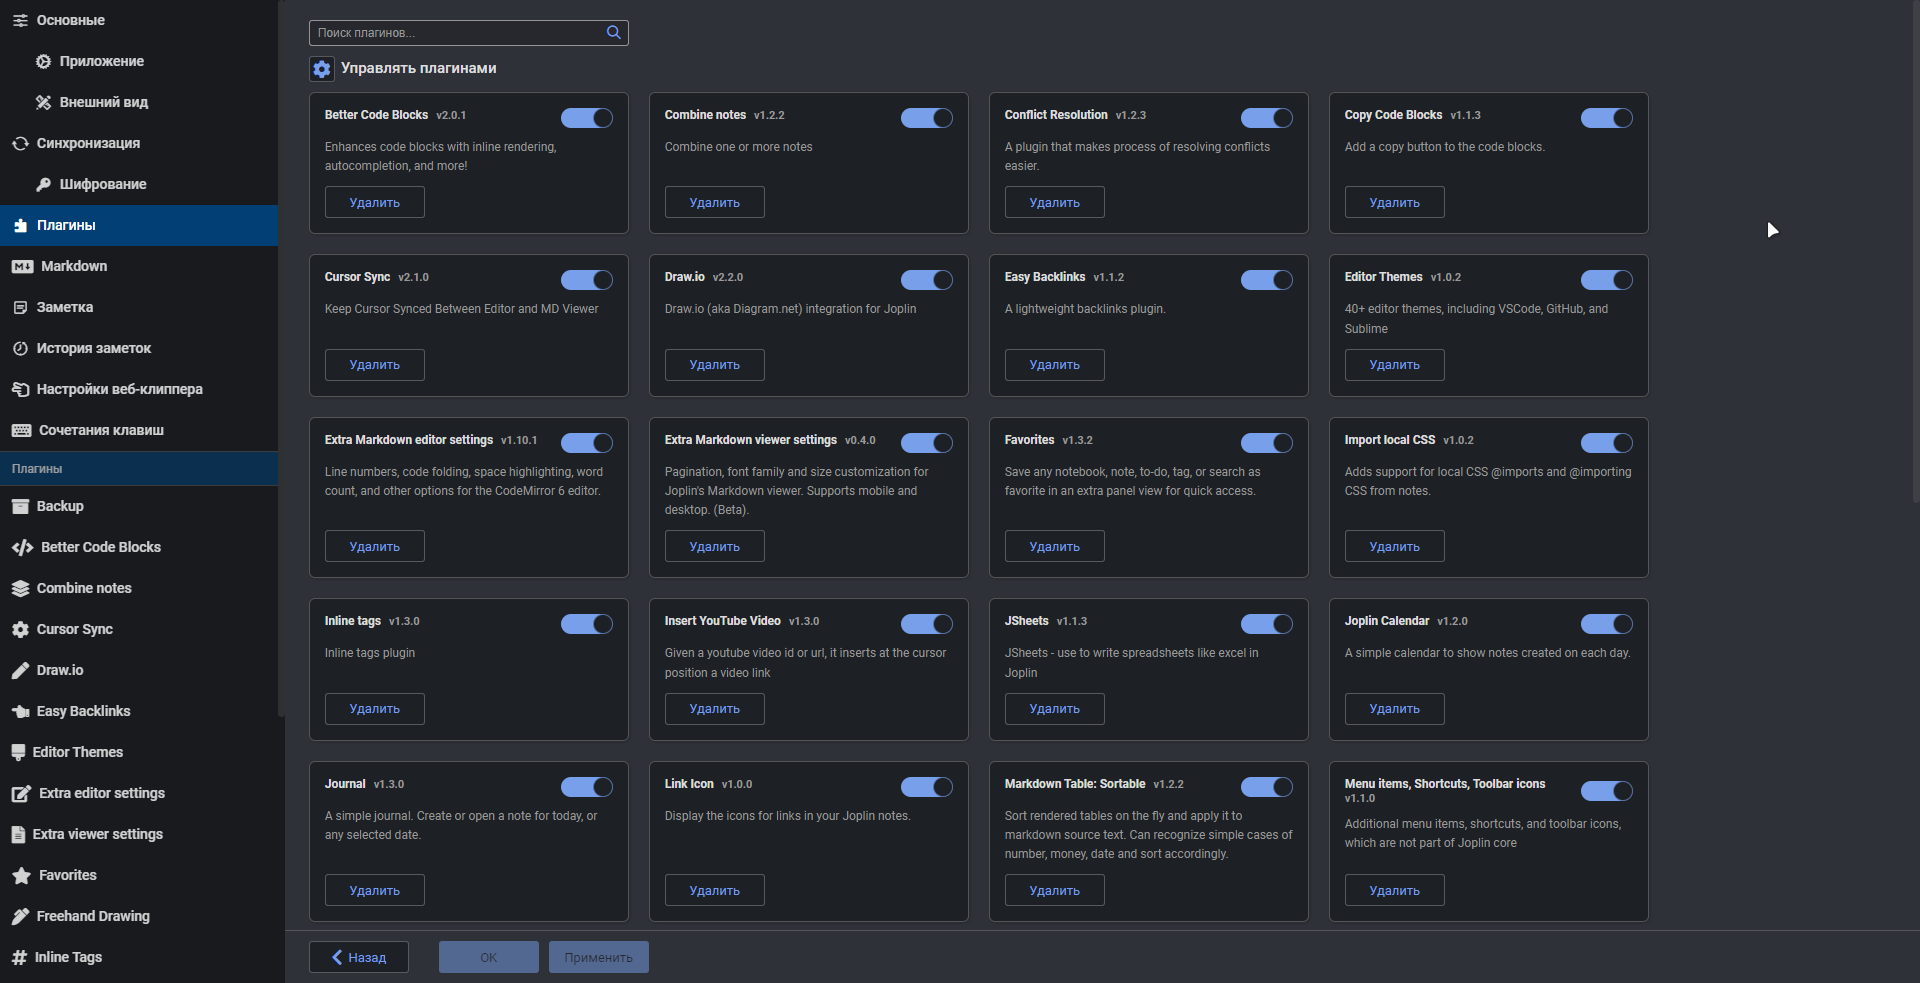 Основные
Приложение
Внешний вид
Синхронизация
Шифрование
Плагины
Markdown
Заметка
История заметок
Настройки веб-клиппера
Сочетания клавиш
Плагины
Backup
Better Code Blocks
Combine notes
Cursor Sync
Draw.io
Easy Backlinks
Editor Themes
Extra editor settings
Extra viewer settings
Favorites
Freehand Drawing
Inline Tags
Поиск плагинов...
Управлять плагинами
Better Code Blocks v2.0.1
Enhances code blocks with inline rendering,
autocompletion, and more!
Удалить
Combine notes v1.2.2
Combine one or more notes
Удалить
Conflict Resolution v1.2.3
A plugin that makes process of resolving conflicts
easier.
Удалить
Copy Code Blocks v1.1.3
Add a copy button to the code blocks.
Удалить
Cursor Sync v2.1.0
Keep Cursor Synced Between Editor and MD Viewer
Удалить
Draw.io v2.2.0
Draw.io (aka Diagram.net) integration for Joplin
Удалить
Easy Backlinks v1.1.2
A lightweight backlinks plugin.
Удалить
Editor Themes v1.0.2
40+ editor themes, including VSCode, GitHub, and
Sublime
Удалить
Extra Markdown editor settings v1.10.1
Line numbers, code folding, space highlighting, word
count, and other options for the CodeMirror 6 editor.
Удалить
Extra Markdown viewer settings v0.4.0
Pagination, font family and size customization for
Joplin's Markdown viewer. Supports mobile and
desktop. (Beta).
Удалить
Favorites v1.3.2
Save any notebook, note, to-do, tag, or search as
favorite in an extra panel view for quick access.
Удалить
Import local CSS v1.0.2
Adds support for local CSS @imports and @importing
CSS from notes.
Удалить
Inline tags v1.3.0
Inline tags plugin
Удалить
Insert YouTube Video v1.3.0
Given a youtube video id or url, it inserts at the cursor
position a video link
Удалить
JSheets v1.1.3
JSheets - use to write spreadsheets like excel in
Joplin
Удалить
Joplin Calendar v1.2.0
A simple calendar to show notes created on each day.
Удалить
Journal v1.3.0
A simple journal. Create or open a note for today, or
any selected date.
Удалить
Link Icon v1.0.0
Display the icons for links in your Joplin notes.
Удалить
Markdown Table: Sortable v1.2.2
Sort rendered tables on the fly and apply it to
markdown source text. Can recognize simple cases of
number, money, date and sort accordingly.
Удалить
Menu items, Shortcuts, Toolbar icons
v1.1.0
Additional menu items, shortcuts, and toolbar icons,
which are not part of Joplin core
Удалить
Назад
OK
Применить